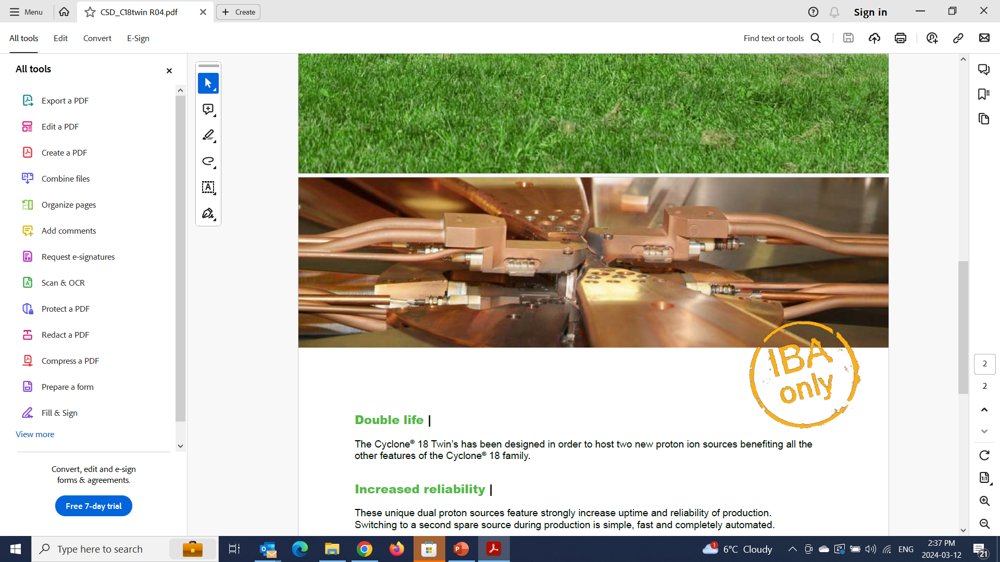 Menu
CSD_C18twin R04.pdf
Create
Sign in
All tools
Edit
Convert
E-Sign
Find text or tools
All tools
Export a PDF
Edit a PDF
Create a PDF
Combine files
Organize pages
Add comments
Request e-signatures
Scan & OCR
Protect a PDF
Redact a PDF
Compress a PDF
Prepare a form
Fill & Sign
View more
Convert, edit and e-sign
forms & agreements.
Free 7-day trial
IBA
only
Double life |
The Cyclone® 18 Twin’s has been designed in order to host two new proton ion sources benefiting all the
other features of the Cyclone® 18 family.
Increased reliability |
These unique dual proton sources feature strongly increase uptime and reliability of production.
Switching to a second spare source during production is simple, fast and completely automated.
2
2
1:1
Type here to search
1
6°C Cloudy
ENG
2:37 PM
2024-03-12
21